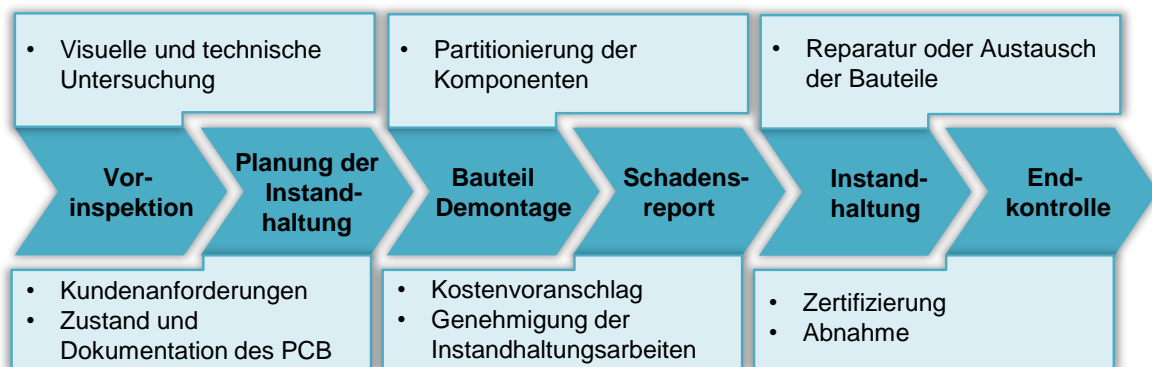 • Visuelle und technische
Untersuchung
• Partitionierung der
Komponenten
• Reparatur oder Austausch
der Bauteile
Vor-
inspektion
Planung der
Instand-
haltung
Bauteil
Demontage
Schadens-
report
Instand-
haltung
End-
kontrolle
• Kundenanforderungen
• Zustand und
Dokumentation des PCB
• Kostenvoranschlag
• Genehmigung der
Instandhaltungsarbeiten
• Zertifizierung
• Abnahme